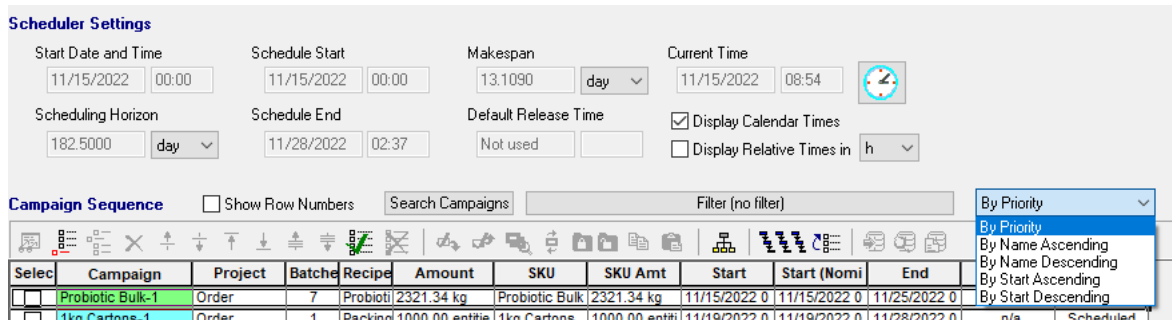 Scheduler Settings
Start Date and Time Schedule Start Makespan Current Time
11/15/2022 00:00 11/15/2022 00:00 13.1090 day 11/15/2022 08:54
Scheduling Horizon Schedule End Default Release Time Display Calendar Times
182.5000 day 11/28/2022 02:37 Not used Display Relative Times in h
Campaign Sequence Show Row Numbers Search Campaigns Filter (no filter) By Priority
By Priority
By Name Ascending
By Name Descending
By Start Ascending
By Start Descending
Selec Campaign Project Batche Recipe Amount SKU SKU Amt Start Start (Nomi End
Probiotic Bulk-1 Order 7 Probioti 2321.34 kg Probiotic Bulk 2321.34 kg 11/15/2022 0 11/15/2022 0 11/25/2022 0
1kg Cartons-1 Order 1 Packing 1000.00 entitie 1kg Cartons 1000.00 entiti 11/19/2022 0 11/19/2022 0 11/28/2022 0 n/a Scheduled